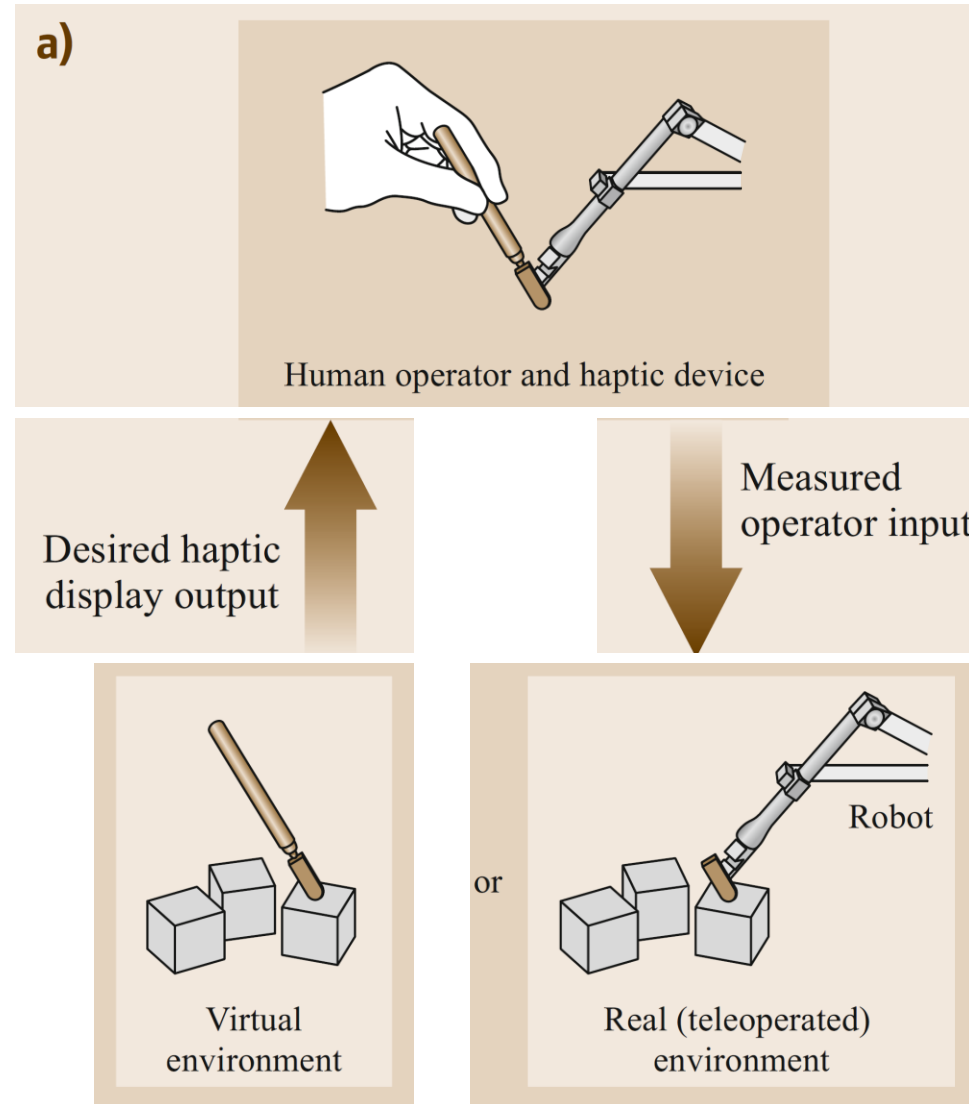 a)
Human operator and haptic device
Desired haptic
display output
Measured
operator input
Virtual
environment
or
Robot
Real (teleoperated)
environment